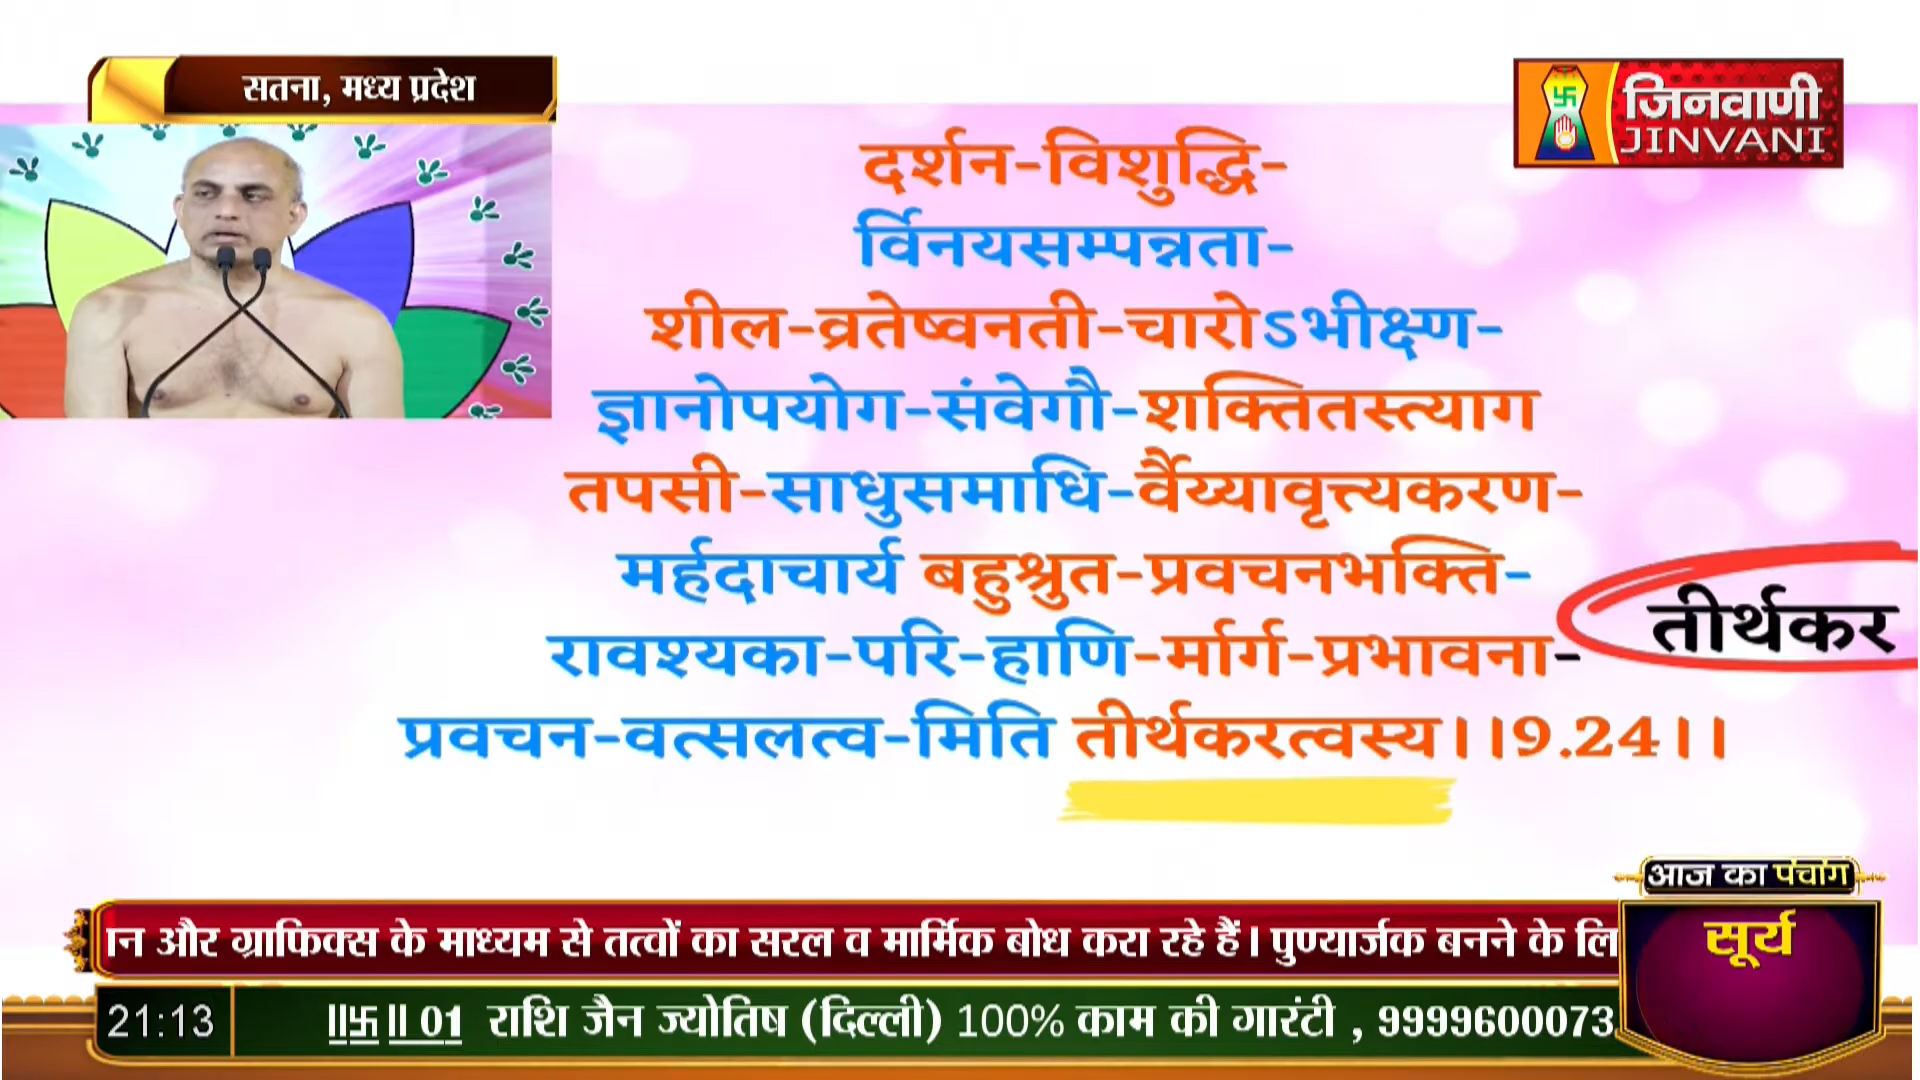 सतना, मध्य प्रदेश
जिनवाणी
JINVANI
दर्शन-विशुद्धि-
र्विनयसम्पन्नता-
शील-व्रतेष्वनती-चारोऽभीक्ष्ण-
ज्ञानोपयोग-संवेगौ-शक्तितस्त्याग
तपसी-साधुसमाधि-र्वैय्यावृत्त्यकरण-
मर्हदाचार्य बहुश्रुत-प्रवचनभक्ति-
रावश्यका-परि-हाणि-र्मार्ग-प्रभावना-
तीर्थकर
प्रवचन-वत्सलत्व-मिति तीर्थकरत्वस्य।।9.24।।
आज का पंचांग
सूर्य
ान और ग्राफिक्स के माध्यम से तत्वों का सरल व मार्मिक बोध करा रहे हैं। पुण्यार्जक बनने के लि
21:13
॥卐॥ 01 राशि जैन ज्योतिष (दिल्ली) 100% काम की गारंटी , 9999600073